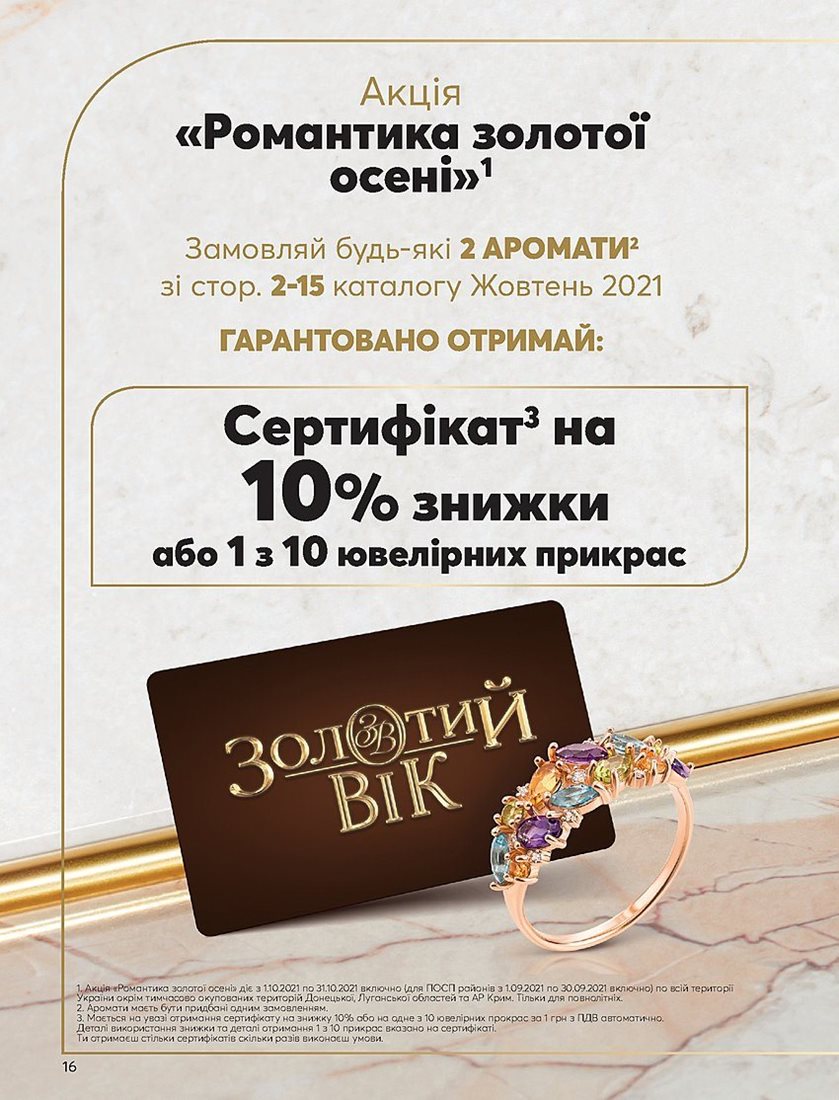 Акція
«Романтика золотої
осені»¹
Замовляй будь-які 2 АРОМАТИ²
зі стор. 2-15 каталогу Жовтень 2021
ГАРАНТОВАНО ОТРИМАЙ:
Сертифікат³ на
10% знижки
або 1 з 10 ювелірних прикрас
ЗОЛОТИЙ
ЗВ
ВІК
1. Акція «Романтика золотої осені» діє з 1.10.2021 по 31.10.2021 включно (для ПОСП районів з 1.09.2021 по 30.09.2021 включно) по всій території
України окрім тимчасово окупованих територій Донецької, Луганської областей та АР Крим. Тільки для повнолітніх.
2. Аромати мають бути придбані одним замовленням.
3. Мається на увазі отримання сертифікату на знижку 10% або на одне з 10 ювелірних прокрас за 1 грн з ПДВ автоматично.
Деталі використання знижки та деталі отримання 1 з 10 прикрас вказано на сертифікаті.
Ти отримаєш стільки сертифікатів скільки разів виконаєш умови.
16